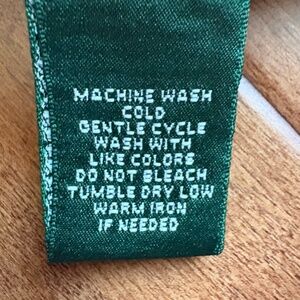 MACHINE WASH
COLD
GENTLE CYCLE
WASH WITH
LIKE COLORS
DO NOT BLEACH
TUMBLE DRY LOW
WARM IRON
IF NEEDED